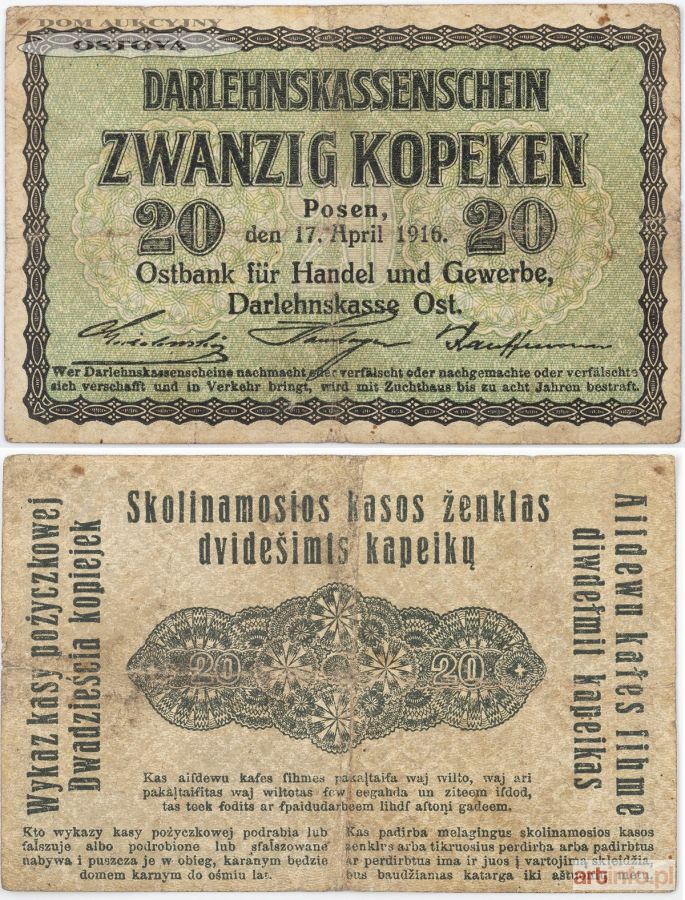 DOM AUKCYJNY
OSTOYA
DARLEHNSKASSENSCHEIN
ZWANZIG KOPEKEN
20 Posen, 20
den 17. April 1916.
Ostbank für Handel und Gewerbe,
Darlehnskasse Ost.
Kauffmann
Wer Darlehnskassenscheine nachmacht oder verfälscht oder nachgemachte oder verfälschte
sich verschafft und in Verkehr bringt, wird mit Zuchthaus bis zu acht Jahren bestraft.
Wykaz kasy pożyczkowej
Dwadzieścia kopiejek
Skolinamosios kasos ženklas
dvidešimts kapeikų
Aiſdewu kaſes ſihme
diwdeſmit kapeikas
20 20
Kas aiſdewu kaſes ſihmes pakaļtaiſa waj wilto, waj ari
pakaļtaiſitas waj wiltotas ſew eegahda un ziteem iſdod,
tas teek ſodits ar ſpaidudarbeem lihdſ aſtoņi gadeem.
Kto wykazy kasy pożyczkowej podrabia lub
fałszuje albo podrobione lub sfałszowane
nabywa i puszcza je w obieg, karanym będzie
domem karnym do ośmiu lat.
Kas padirba melagingus skolinamosios kasos
ženklus arba tikruosius perdirba arba padirbtus
ar perdirbtus ima ir juos į vartojimą skleidžia,
bus baudžiamas katarga iki aštuonių metų.
artinfo.pl